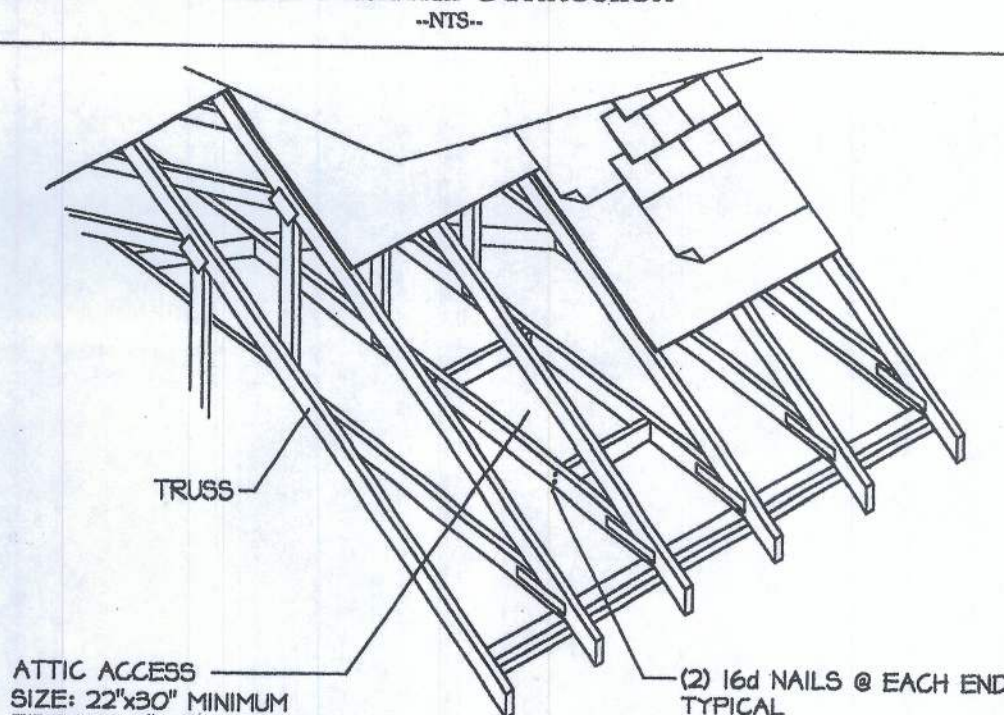 --NTS--
TRUSS
ATTIC ACCESS
SIZE: 22"x30" MINIMUM
(2) 16d NAILS @ EACH END
TYPICAL